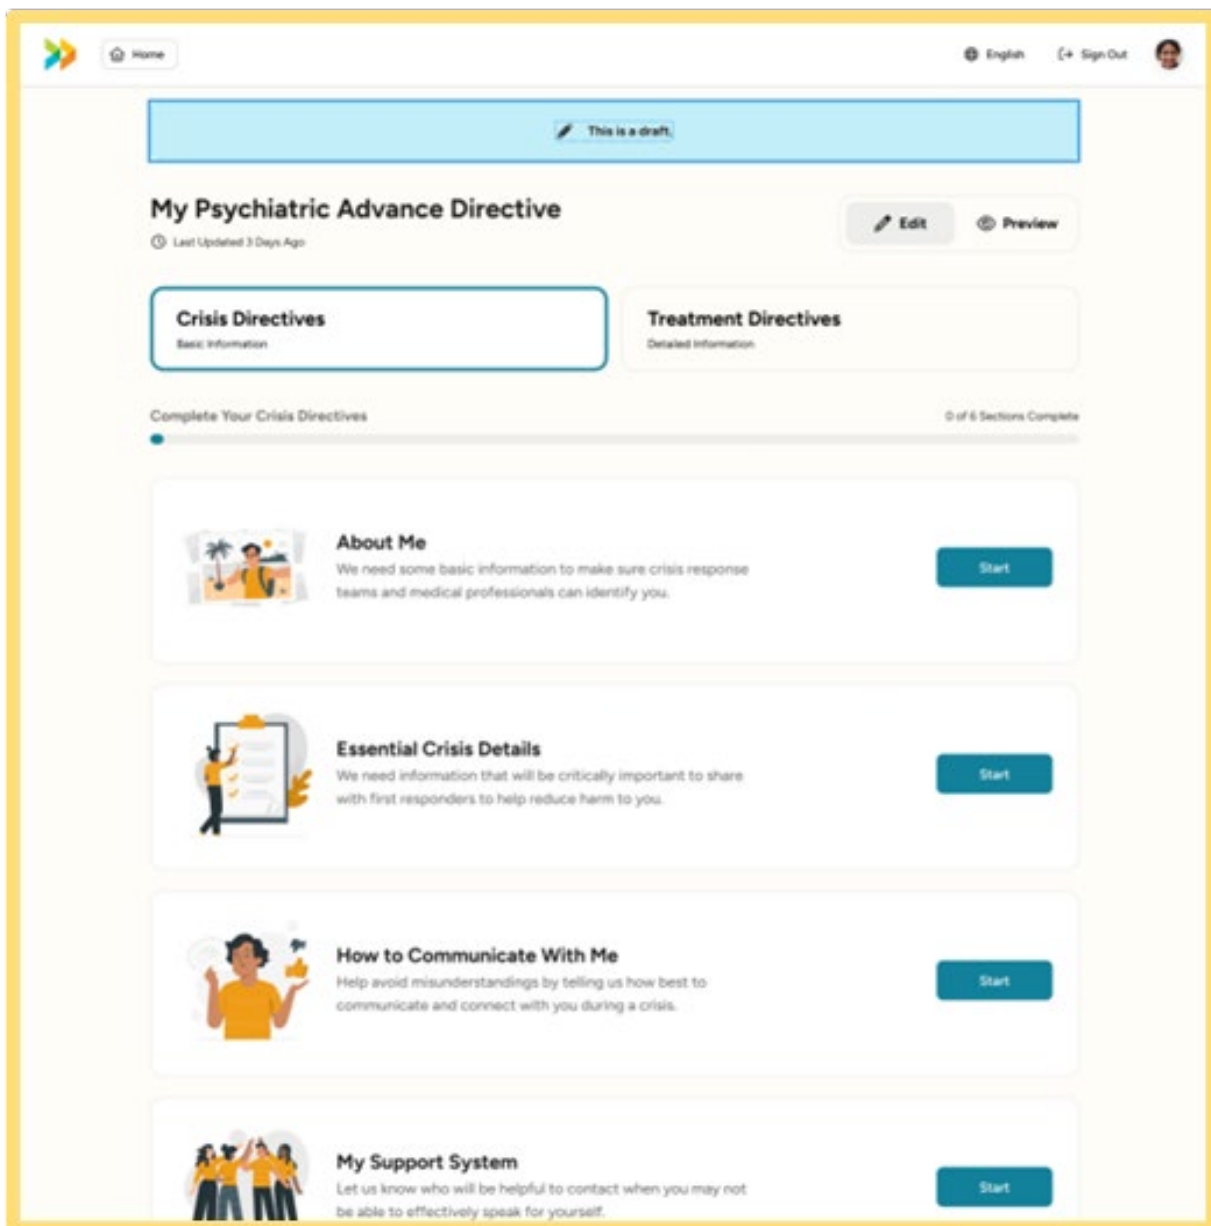 Home
English
Sign Out
This is a draft.
My Psychiatric Advance Directive
Last Updated 3 Days Ago
Edit
Preview
Crisis Directives
Basic Information
Treatment Directives
Detailed Information
Complete Your Crisis Directives
0 of 6 Sections Complete
About Me
We need some basic information to make sure crisis response
teams and medical professionals can identify you.
Start
Essential Crisis Details
We need information that will be critically important to share
with first responders to help reduce harm to you.
Start
How to Communicate With Me
Help avoid misunderstandings by telling us how best to
communicate and connect with you during a crisis.
Start
My Support System
Let us know who will be helpful to contact when you may not
be able to effectively speak for yourself.
Start